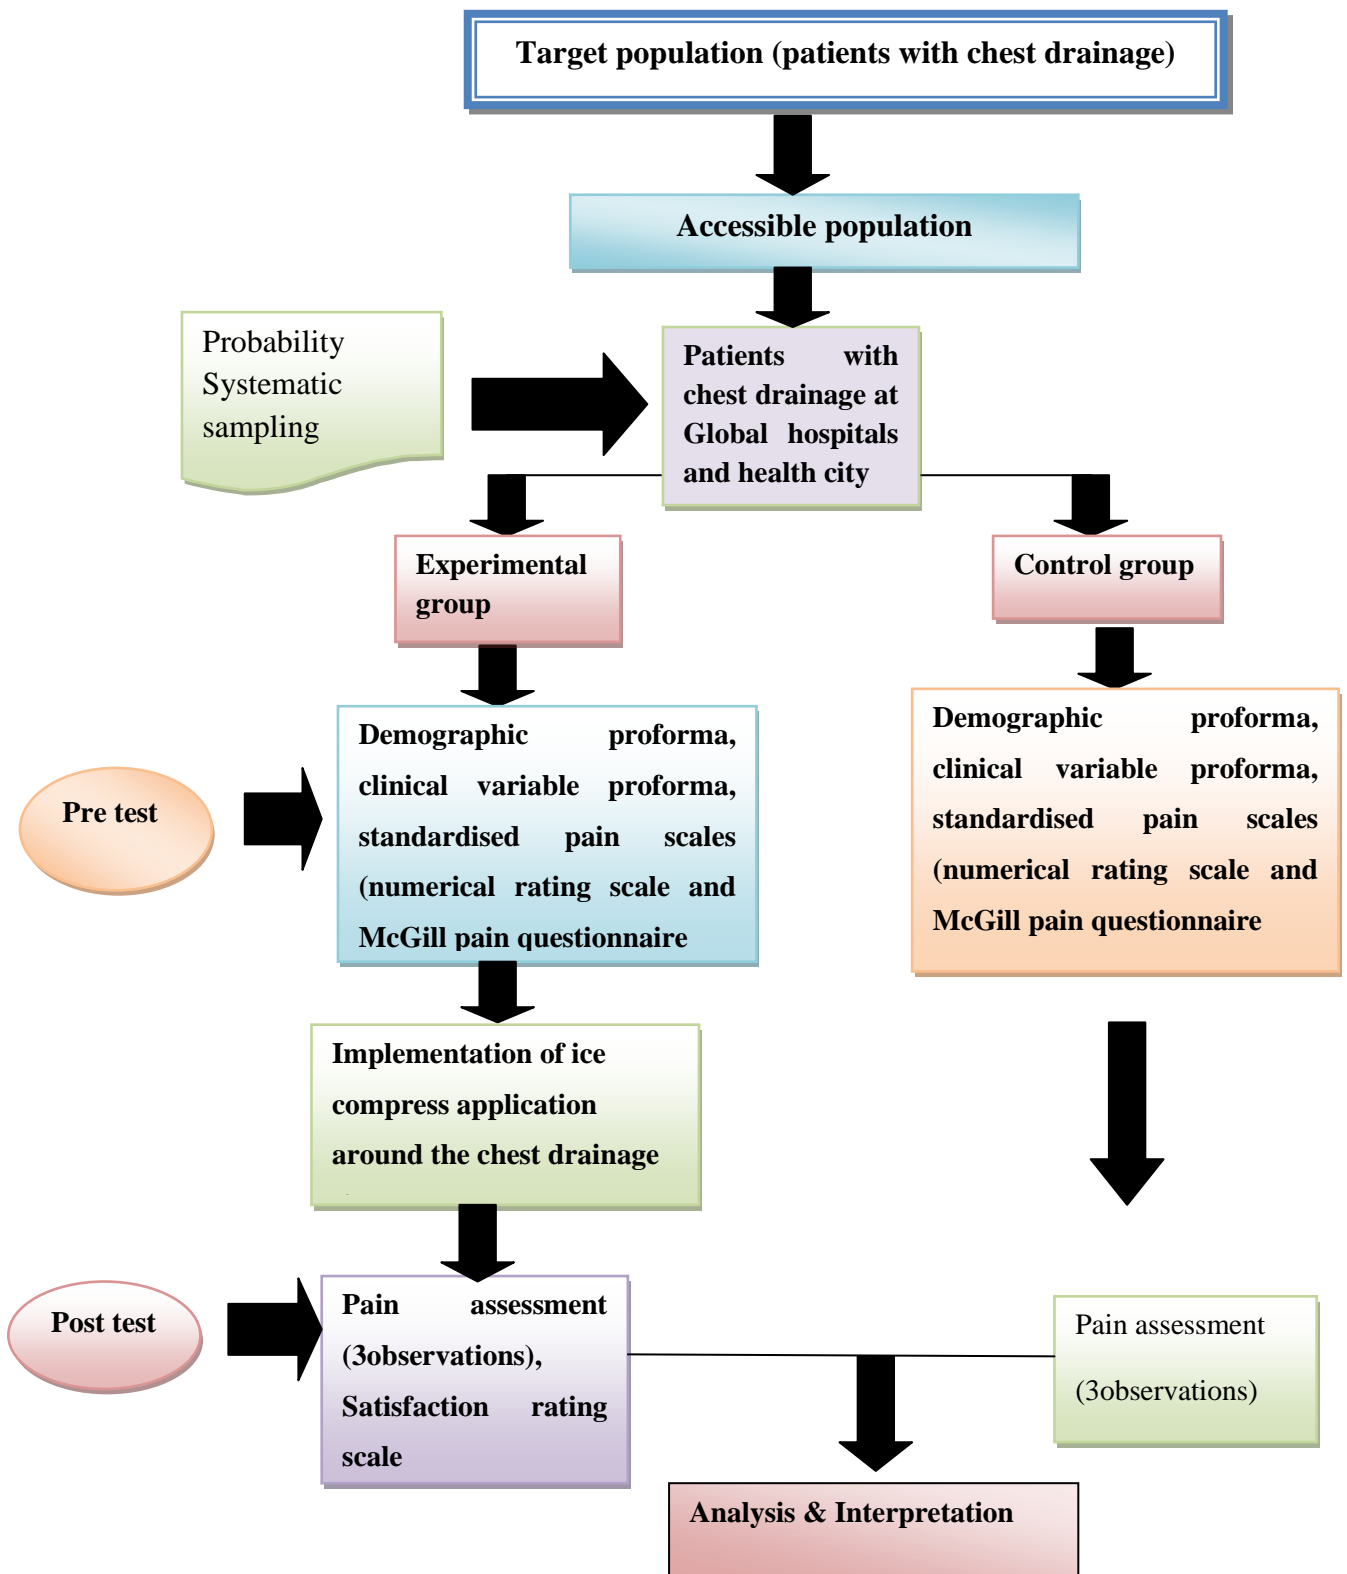 Target population (patients with chest drainage)
Accessible population
Probability
Systematic
sampling
Patients with
chest drainage at
Global hospitals
and health city
Experimental
group
Control group
Pre test
Demographic proforma,
clinical variable proforma,
standardised pain scales
(numerical rating scale and
McGill pain questionnaire
Demographic proforma,
clinical variable proforma,
standardised pain scales
(numerical rating scale and
McGill pain questionnaire
Implementation of ice
compress application
around the chest drainage
Post test
Pain assessment
(3observations),
Satisfaction rating
scale
Pain assessment
(3observations)
Analysis & Interpretation